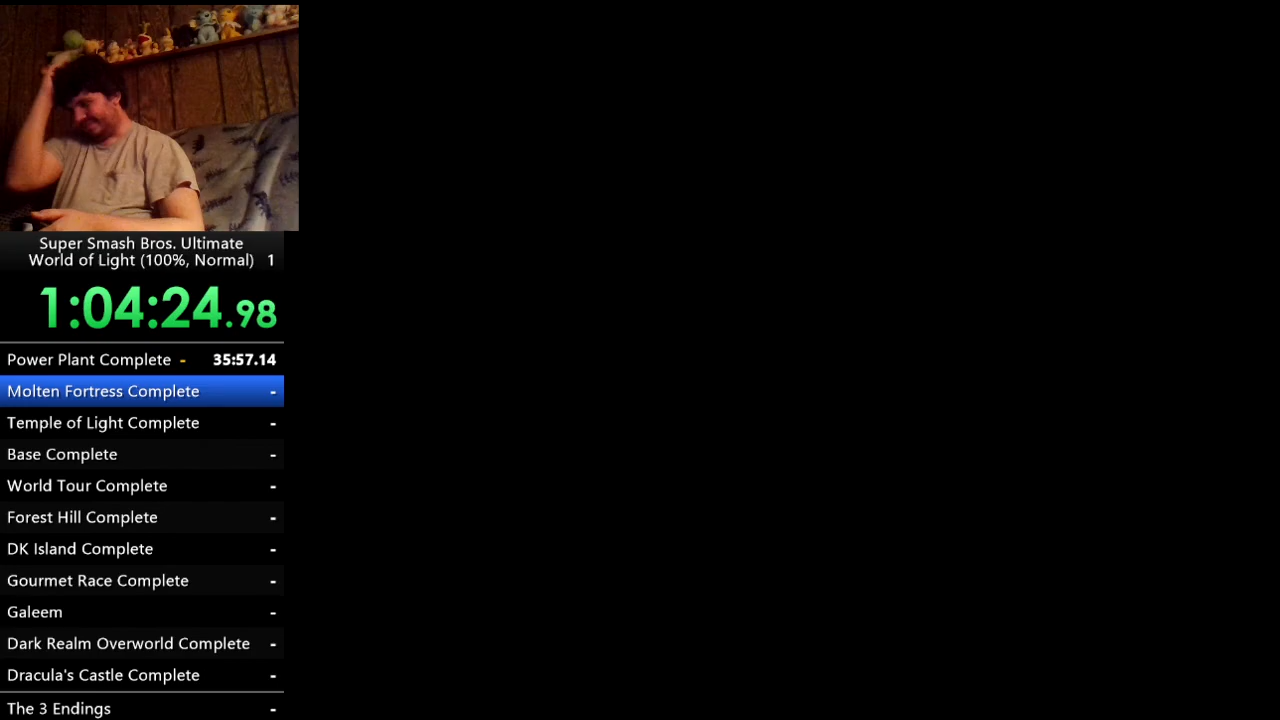 Super Smash Bros. Ultimate
World of Light (100%, Normal) 1
1:04:24.98
Power Plant Complete - 35:57.14
Molten Fortress Complete -
Temple of Light Complete -
Base Complete -
World Tour Complete -
Forest Hill Complete -
DK Island Complete -
Gourmet Race Complete -
Galeem -
Dark Realm Overworld Complete -
Dracula's Castle Complete -
The 3 Endings -